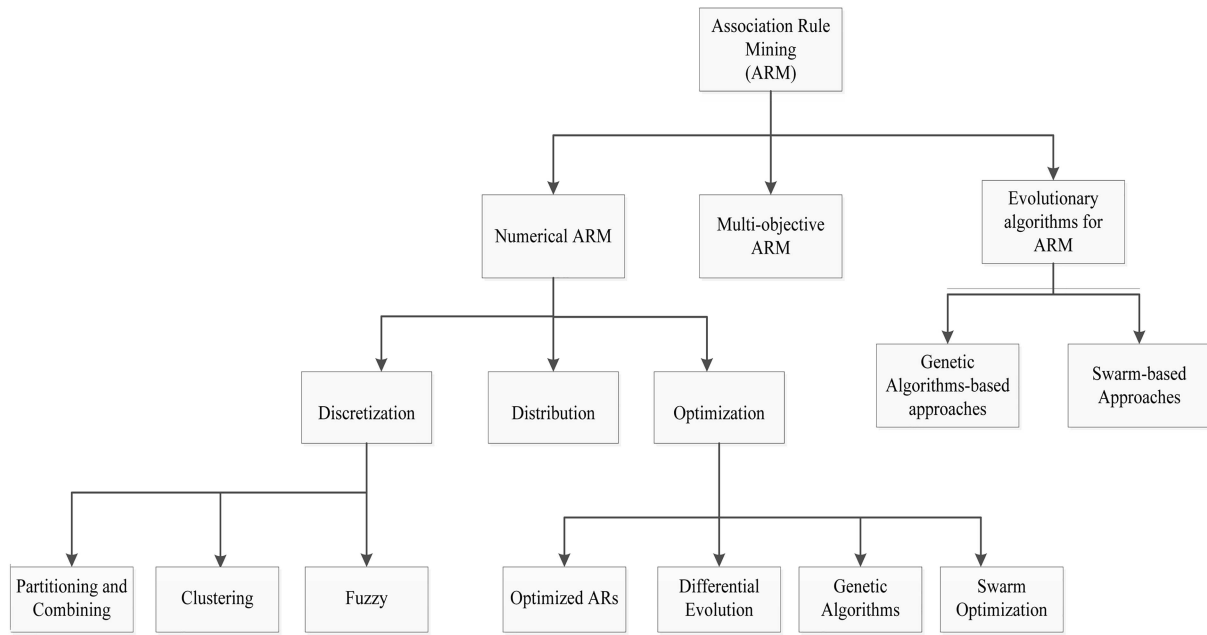 Association Rule
Mining
(ARM)
Numerical ARM
Multi-objective
ARM
Evolutionary
algorithms for
ARM
Genetic
Algorithms-based
approaches
Swarm-based
Approaches
Discretization
Distribution
Optimization
Partitioning and
Combining
Clustering
Fuzzy
Optimized ARs
Differential
Evolution
Genetic
Algorithms
Swarm
Optimization